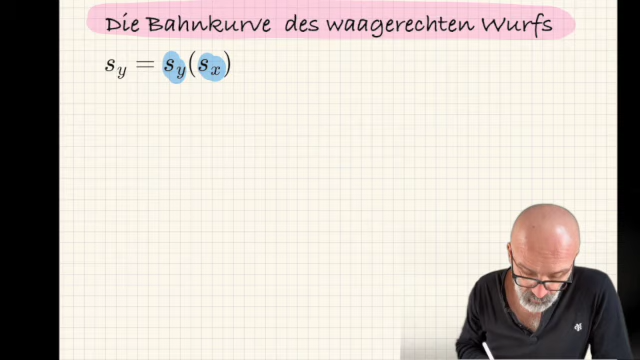 Die Bahnkurve des waagerechten Wurfs
s_y = s_y(s_x)